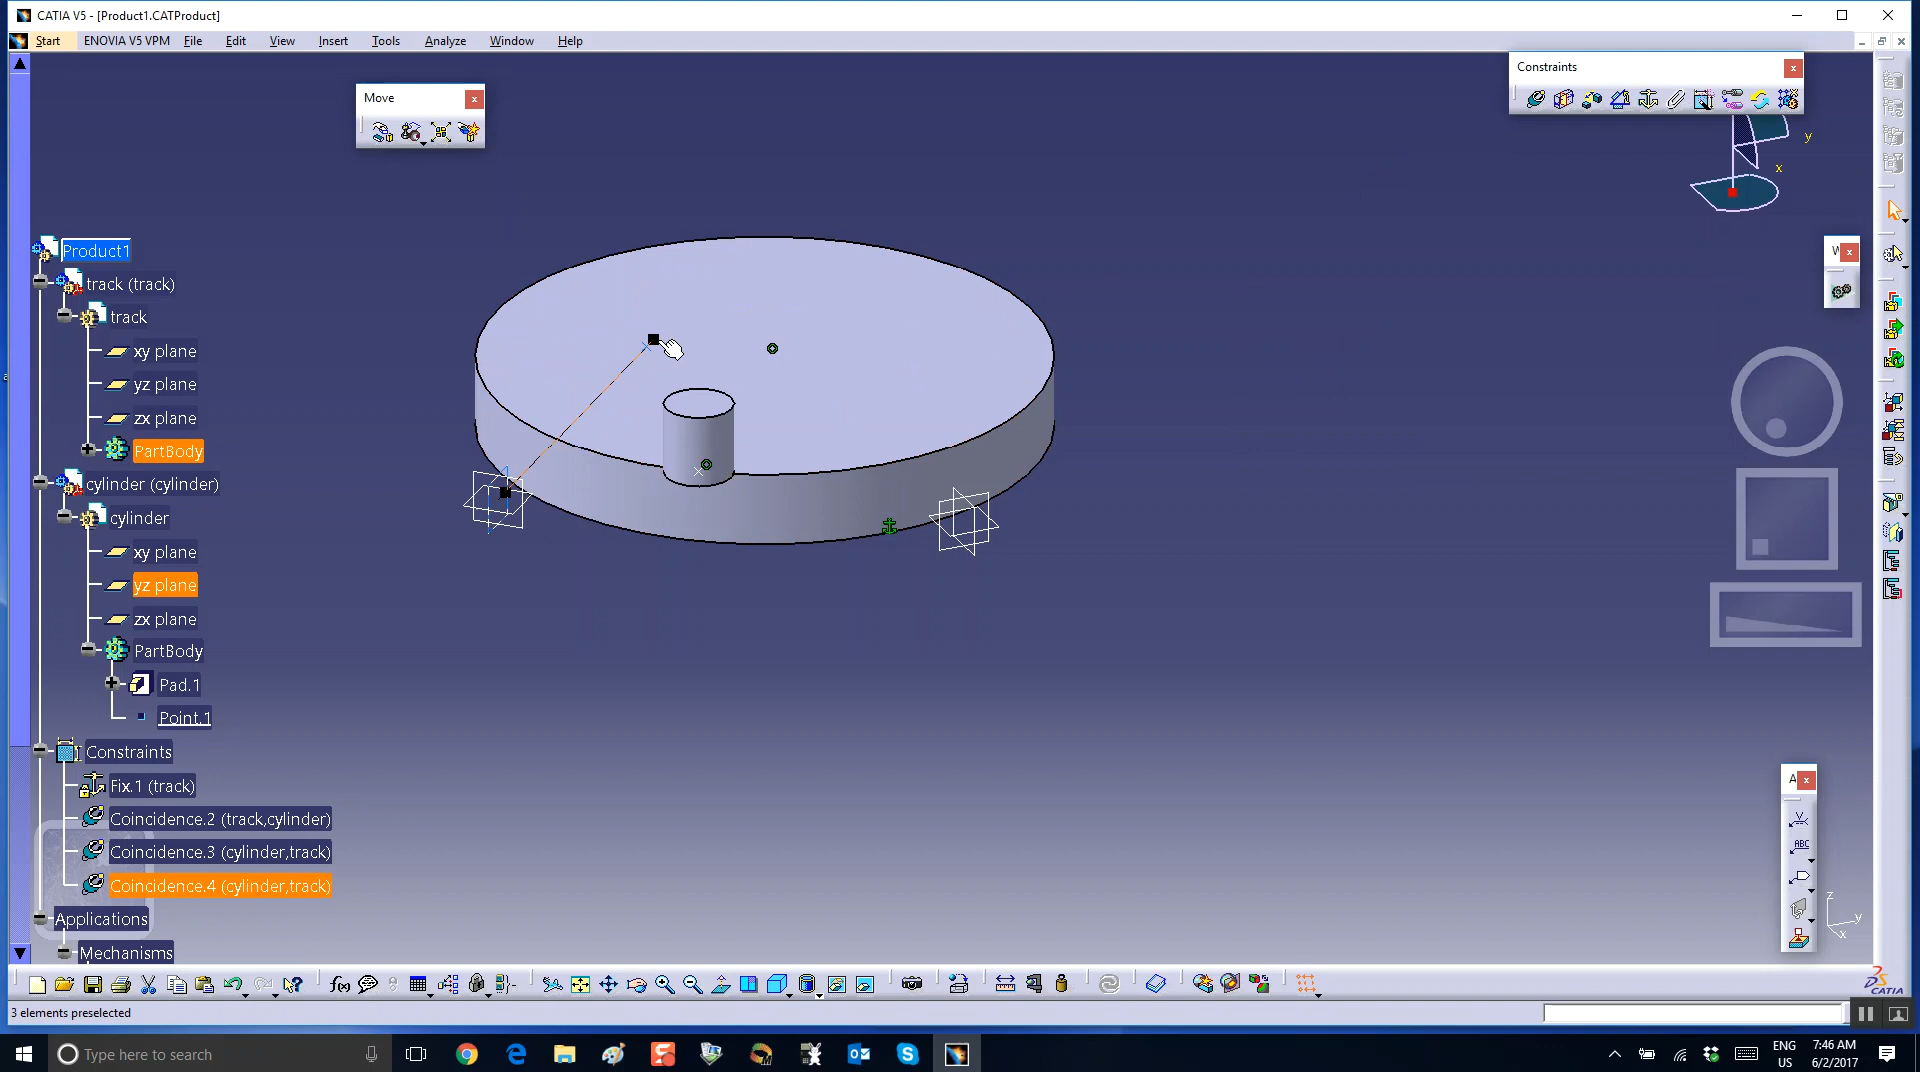 CATIA V5 - [Product1.CATProduct]
Start ENOVIA V5 VPM File Edit View Insert Tools Analyze Window Help
Move
Constraints
y
x
Product1
track (track)
track
xy plane
yz plane
zx plane
PartBody
cylinder (cylinder)
cylinder
xy plane
yz plane
zx plane
PartBody
Pad.1
Point.1
Constraints
Fix.1 (track)
Coincidence.2 (track,cylinder)
Coincidence.3 (cylinder,track)
Coincidence.4 (cylinder,track)
Applications
Mechanisms
A
ABC
z
y
x
f(x)
CATIA
3 elements preselected
Type here to search
ENG
US
7:46 AM
6/2/2017